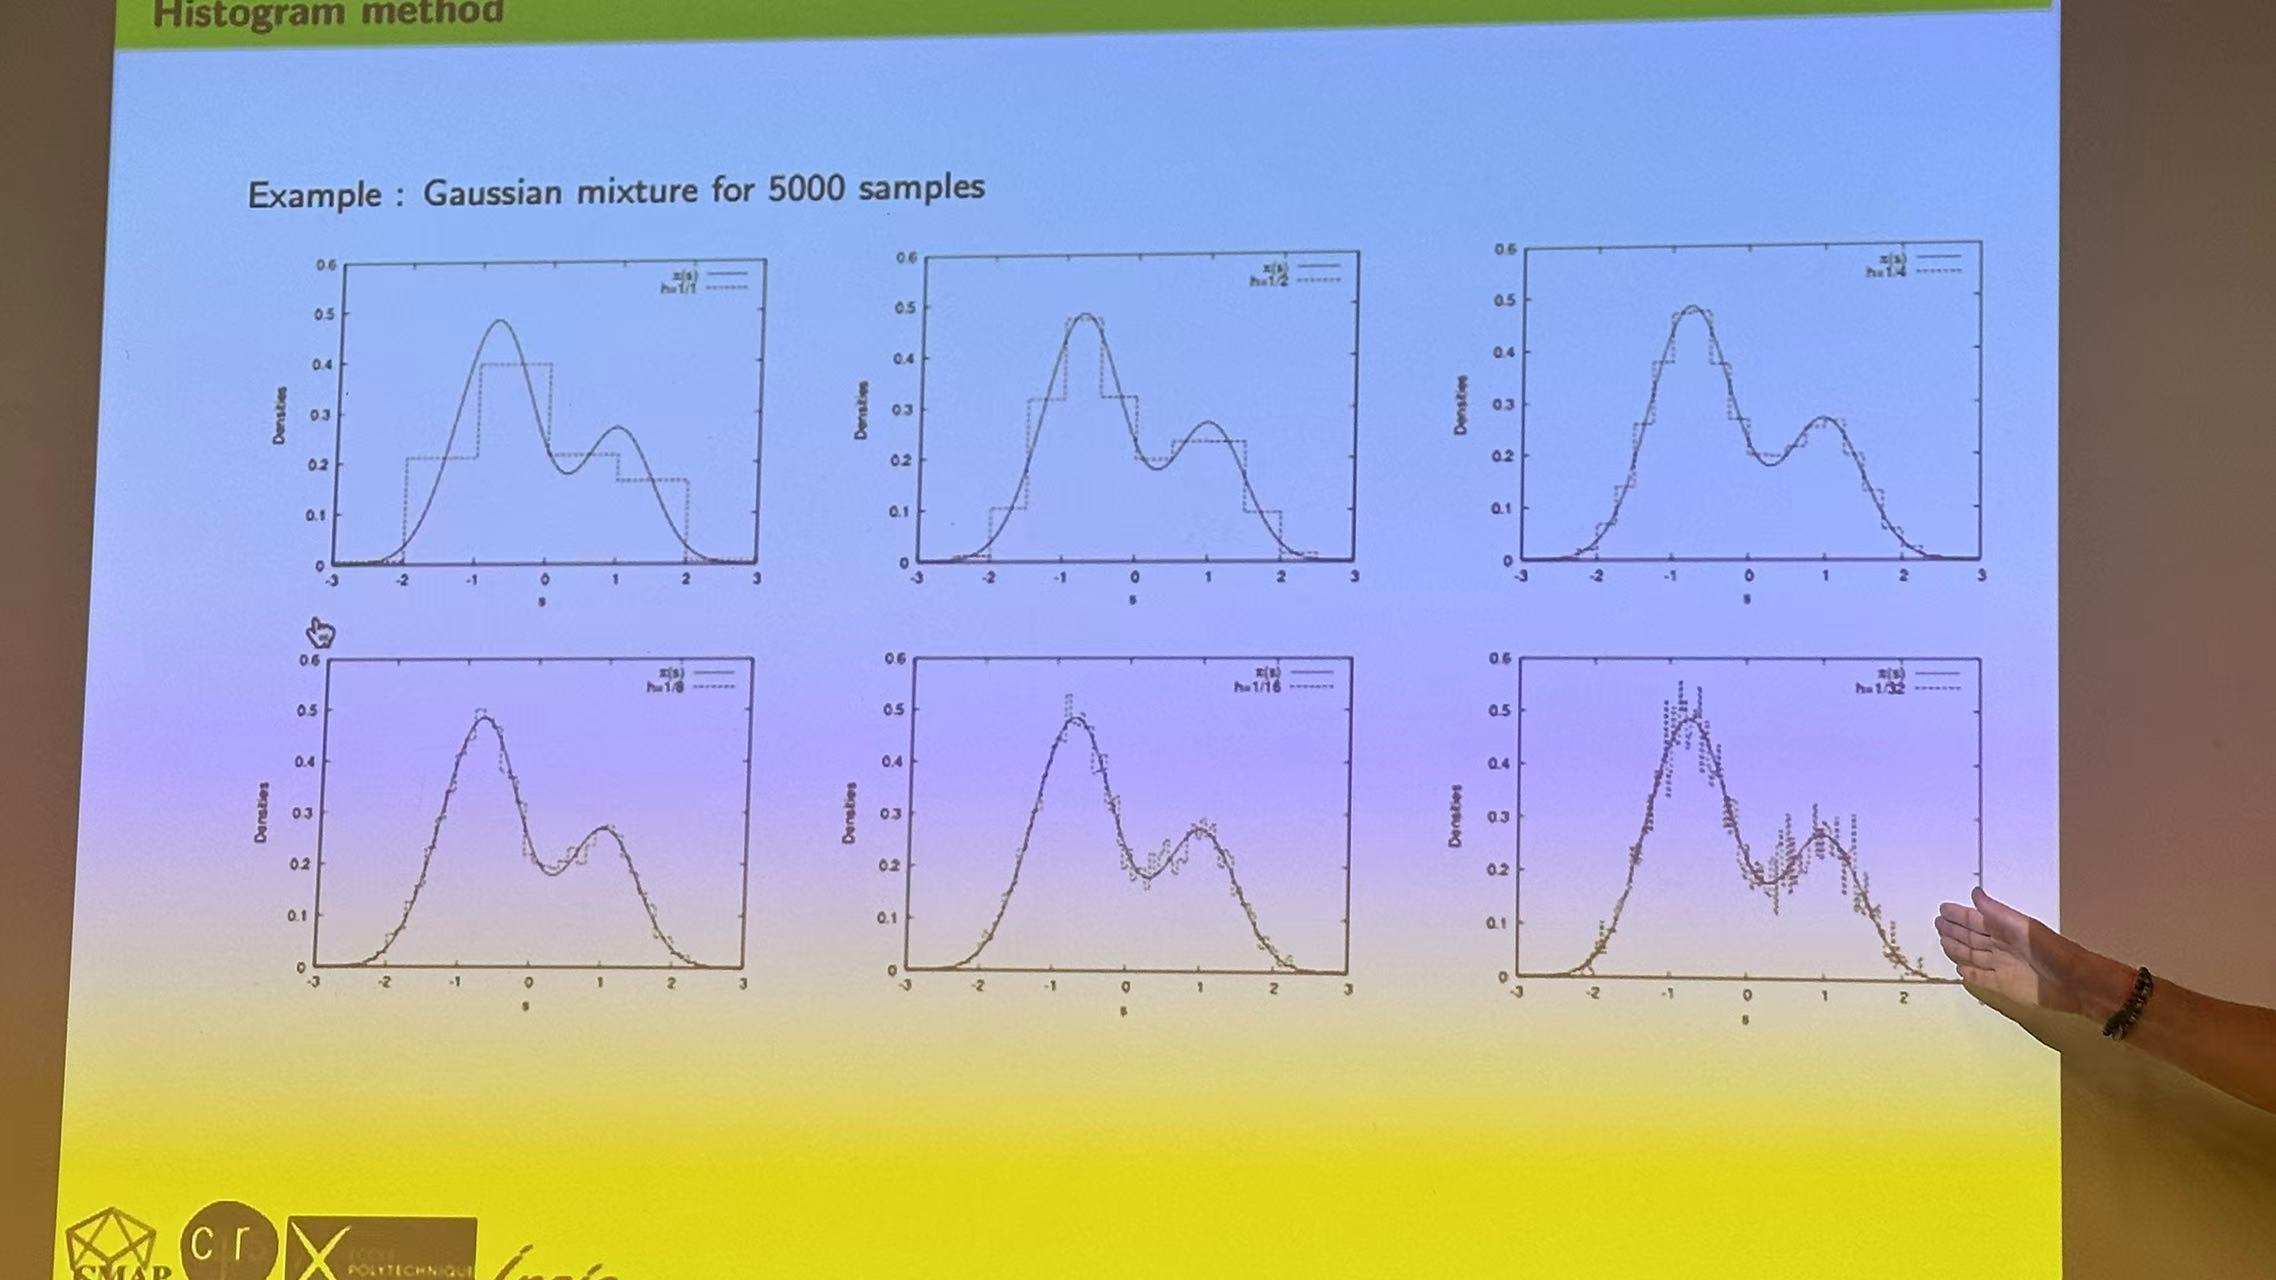 Histogram method
Example : Gaussian mixture for 5000 samples
0.6
0.5
0.4
0.3
0.2
0.1
0
Densities
π(s)
h=1/1
-3 -2 -1 0 1 2 3
s
0.6
0.5
0.4
0.3
0.2
0.1
0
Densities
π(s)
h=1/2
-3 -2 -1 0 1 2 3
s
0.6
0.5
0.4
0.3
0.2
0.1
0
Densities
π(s)
h=1/4
-3 -2 -1 0 1 2 3
s
0.6
0.5
0.4
0.3
0.2
0.1
0
Densities
π(s)
h=1/8
-3 -2 -1 0 1 2 3
s
0.6
0.5
0.4
0.3
0.2
0.1
0
Densities
π(s)
h=1/16
-3 -2 -1 0 1 2 3
s
0.6
0.5
0.4
0.3
0.2
0.1
0
Densities
π(s)
h=1/32
-3 -2 -1 0 1 2
s
CMAP
cr
X
ÉCOLE
POLYTECHNIQUE